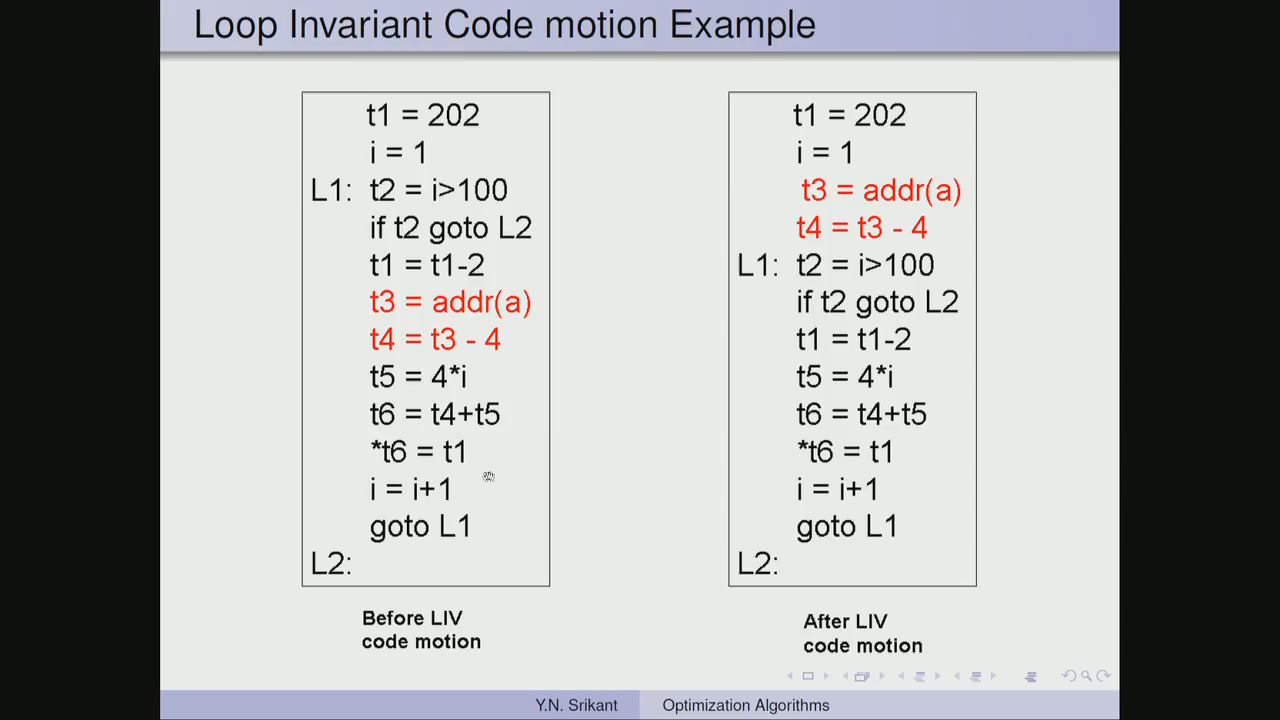 Loop Invariant Code motion Example
t1 = 202
i = 1
L1: t2 = i>100
if t2 goto L2
t1 = t1-2
t3 = addr(a)
t4 = t3 - 4
t5 = 4*i
t6 = t4+t5
*t6 = t1
i = i+1
goto L1
L2:
Before LIV
code motion
t1 = 202
i = 1
t3 = addr(a)
t4 = t3 - 4
L1: t2 = i>100
if t2 goto L2
t1 = t1-2
t5 = 4*i
t6 = t4+t5
*t6 = t1
i = i+1
goto L1
L2:
After LIV
code motion
Y.N. Srikant Optimization Algorithms